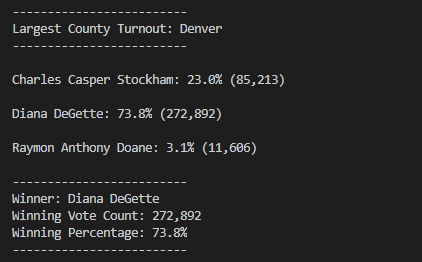 -------------------------
Largest County Turnout: Denver
-------------------------
Charles Casper Stockham: 23.0% (85,213)
Diana DeGette: 73.8% (272,892)
Raymon Anthony Doane: 3.1% (11,606)
-------------------------
Winner: Diana DeGette
Winning Vote Count: 272,892
Winning Percentage: 73.8%
-------------------------